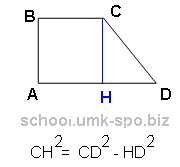 B C
A H D
school.umk-spo.biz
CH²= CD²-HD²